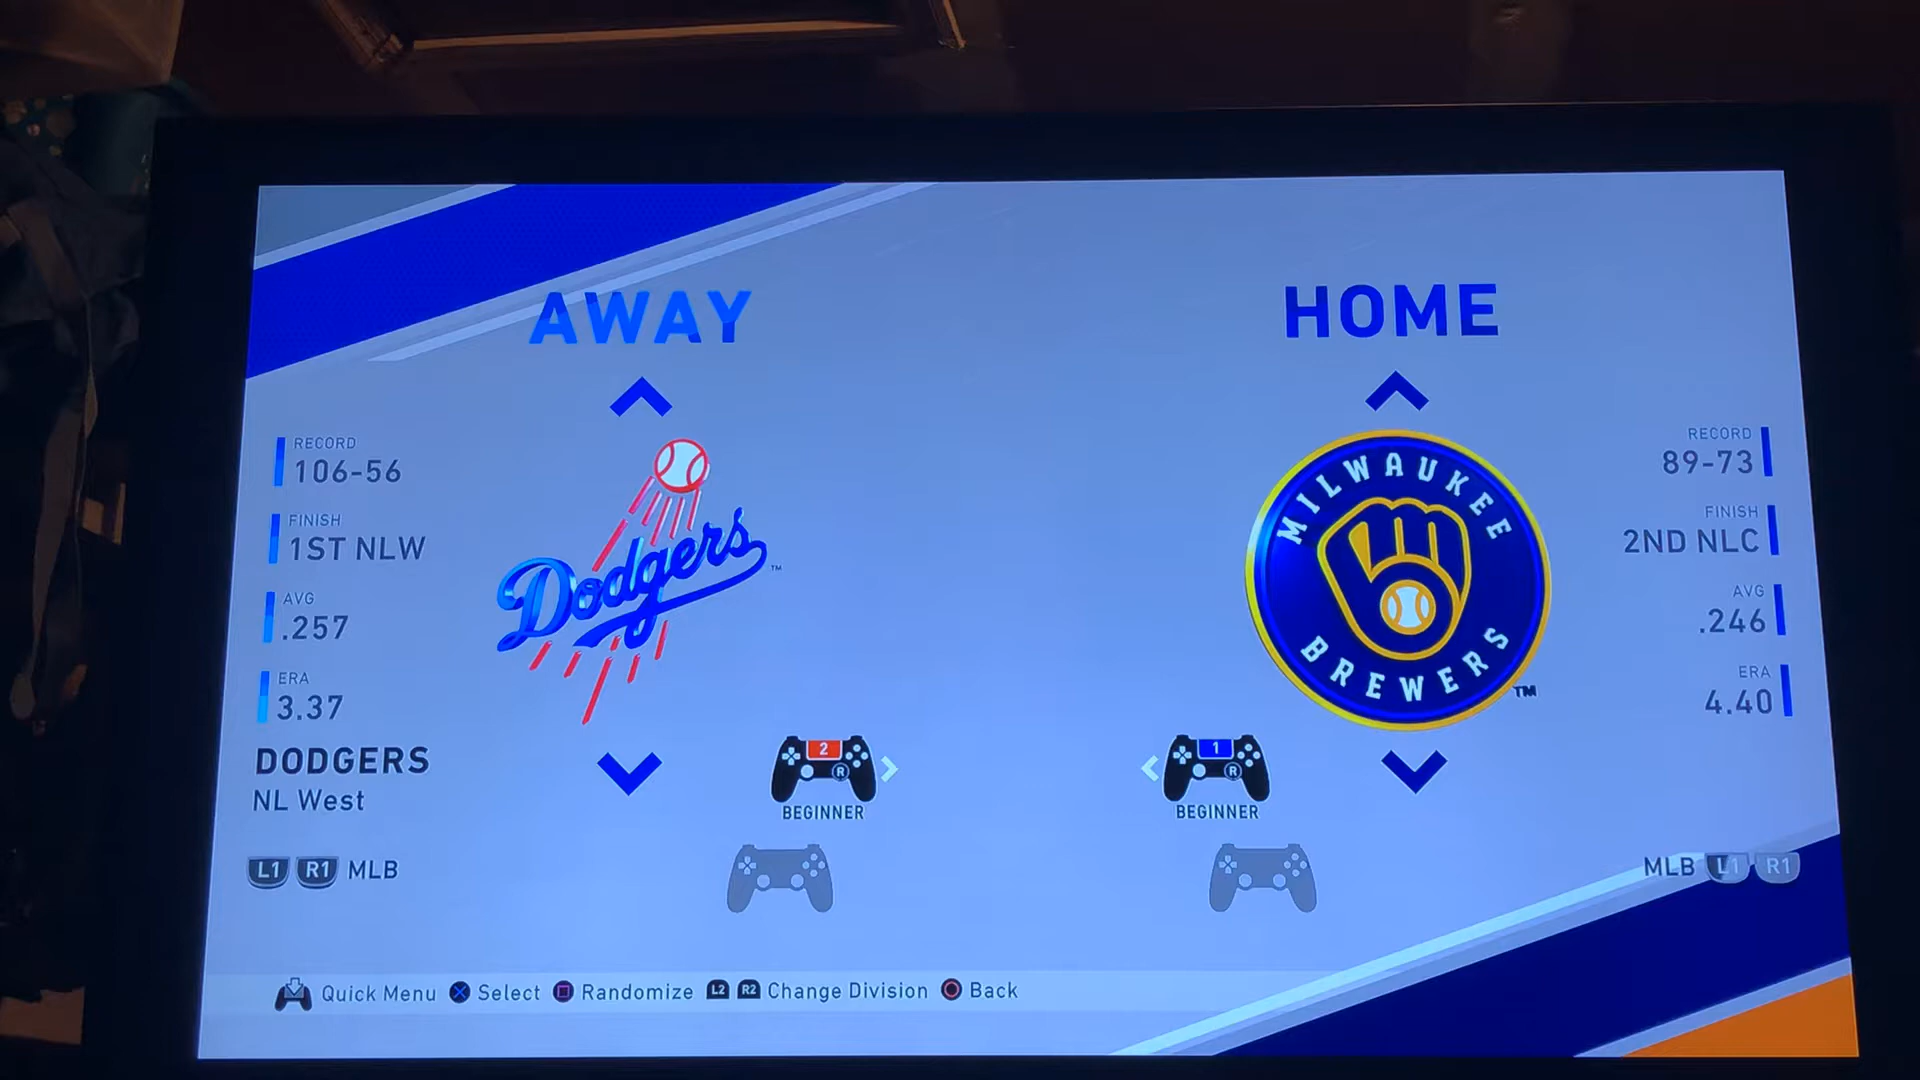 AWAY
HOME
RECORD
106-56
FINISH
1ST NLW
AVG
.257
ERA
3.37
DODGERS
NL West
L1 R1 MLB
Dodgers TM
2 R
BEGINNER
1 R
BEGINNER
MILWAUKEE
BREWERS TM
RECORD
89-73
FINISH
2ND NLC
AVG
.246
ERA
4.40
MLB L1 R1
Quick Menu Select Randomize L2 R2 Change Division Back